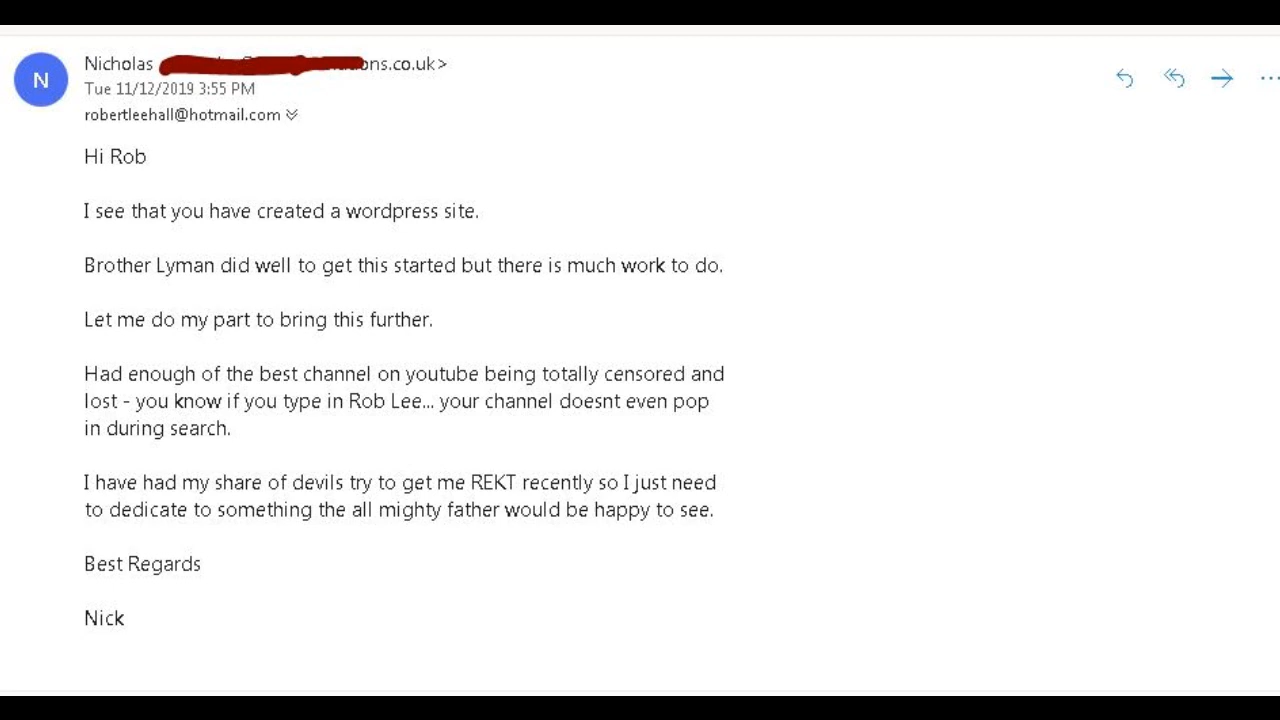 N
Nicholas ons.co.uk>
Tue 11/12/2019 3:55 PM
robertleehall@hotmail.com
Hi Rob
I see that you have created a wordpress site.
Brother Lyman did well to get this started but there is much work to do.
Let me do my part to bring this further.
Had enough of the best channel on youtube being totally censored and
lost - you know if you type in Rob Lee... your channel doesnt even pop
in during search.
I have had my share of devils try to get me REKT recently so I just need
to dedicate to something the all mighty father would be happy to see.
Best Regards
Nick